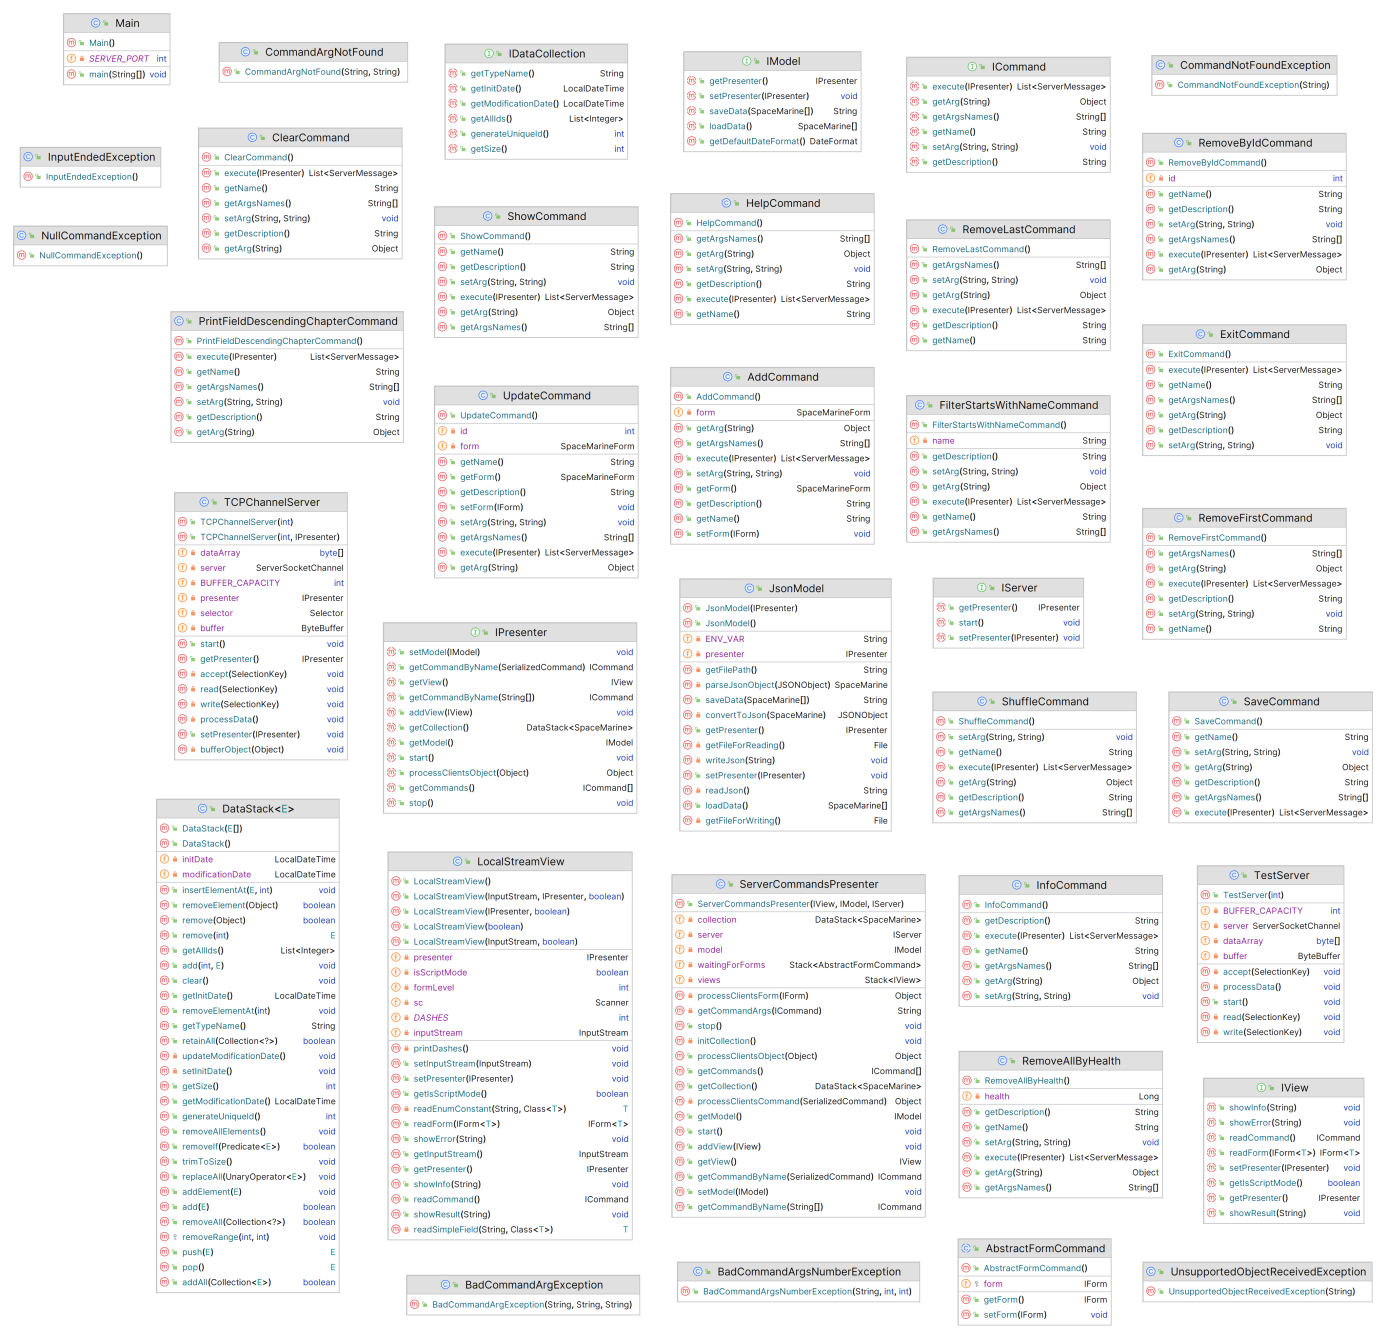 Main
Main()
SERVER_PORT int
main(String[]) void
CommandArgNotFound
CommandArgNotFound(String, String)
IDataCollection
getTypeName() String
getInitDate() LocalDateTime
getModificationDate() LocalDateTime
getAllIds() List<Integer>
generateUniqueId() int
getSize() int
IModel
getPresenter() IPresenter
setPresenter(IPresenter) void
saveData(SpaceMarine[]) String
loadData() SpaceMarine[]
getDefaultDateFormat() DateFormat
ICommand
execute(IPresenter) List<ServerMessage>
getArg(String) Object
getArgsNames() String[]
getName() String
setArg(String, String) void
getDescription() String
CommandNotFoundException
CommandNotFoundException(String)
InputEndedException
InputEndedException()
NullCommandException
NullCommandException()
ClearCommand
ClearCommand()
execute(IPresenter) List<ServerMessage>
getName() String
getArgsNames() String[]
setArg(String, String) void
getDescription() String
getArg(String) Object
ShowCommand
ShowCommand()
getName() String
getDescription() String
setArg(String, String) void
execute(IPresenter) List<ServerMessage>
getArg(String) Object
getArgsNames() String[]
HelpCommand
HelpCommand()
getArgsNames() String[]
getArg(String) Object
setArg(String, String) void
getDescription() String
execute(IPresenter) List<ServerMessage>
getName() String
RemoveLastCommand
RemoveLastCommand()
getArgsNames() String[]
setArg(String, String) void
getArg(String) Object
execute(IPresenter) List<ServerMessage>
getDescription() String
getName() String
RemoveByIdCommand
RemoveByIdCommand()
id int
getName() String
getDescription() String
setArg(String, String) void
getArgsNames() String[]
execute(IPresenter) List<ServerMessage>
getArg(String) Object
PrintFieldDescendingChapterCommand
PrintFieldDescendingChapterCommand()
execute(IPresenter) List<ServerMessage>
getName() String
getArgsNames() String[]
setArg(String, String) void
getDescription() String
getArg(String) Object
UpdateCommand
UpdateCommand()
id int
form SpaceMarineForm
getName() String
getForm() SpaceMarineForm
getDescription() String
setForm(IForm) void
setArg(String, String) void
getArgsNames() String[]
execute(IPresenter) List<ServerMessage>
getArg(String) Object
AddCommand
AddCommand()
form SpaceMarineForm
getArg(String) Object
getArgsNames() String[]
execute(IPresenter) List<ServerMessage>
setArg(String, String) void
getForm() SpaceMarineForm
getDescription() String
getName() String
setForm(IForm) void
FilterStartsWithNameCommand
FilterStartsWithNameCommand()
name String
getDescription() String
setArg(String, String) void
getArg(String) Object
execute(IPresenter) List<ServerMessage>
getName() String
getArgsNames() String[]
ExitCommand
ExitCommand()
execute(IPresenter) List<ServerMessage>
getName() String
getArgsNames() String[]
getArg(String) Object
getDescription() String
setArg(String, String) void
TCPChannelServer
TCPChannelServer(int)
TCPChannelServer(int, IPresenter)
dataArray byte[]
server ServerSocketChannel
BUFFER_CAPACITY int
presenter IPresenter
selector Selector
buffer ByteBuffer
start() void
getPresenter() IPresenter
accept(SelectionKey) void
read(SelectionKey) void
write(SelectionKey) void
processData() void
setPresenter(IPresenter) void
bufferObject(Object) void
IPresenter
setModel(IModel) void
getCommandByName(SerializedCommand) ICommand
getView() IView
getCommandByName(String[]) ICommand
addView(IView) void
getCollection() DataStack<SpaceMarine>
getModel() IModel
start() void
processClientsObject(Object) Object
getCommands() ICommand[]
stop() void
JsonModel
JsonModel(IPresenter)
JsonModel()
ENV_VAR String
presenter IPresenter
getFilePath() String
parseJsonObject(JSONObject) SpaceMarine
saveData(SpaceMarine[]) String
convertToJson(SpaceMarine) JSONObject
getPresenter() IPresenter
getFileForReading() File
writeJson(String) void
setPresenter(IPresenter) void
readJson() String
loadData() SpaceMarine[]
getFileForWriting() File
IServer
getPresenter() IPresenter
start() void
setPresenter(IPresenter) void
RemoveFirstCommand
RemoveFirstCommand()
getArgsNames() String[]
getArg(String) Object
execute(IPresenter) List<ServerMessage>
getDescription() String
setArg(String, String) void
getName() String
ShuffleCommand
ShuffleCommand()
setArg(String, String) void
getName() String
execute(IPresenter) List<ServerMessage>
getArg(String) Object
getDescription() String
getArgsNames() String[]
SaveCommand
SaveCommand()
getName() String
setArg(String, String) void
getArg(String) Object
getDescription() String
getArgsNames() String[]
execute(IPresenter) List<ServerMessage>
DataStack<E>
DataStack(E[])
DataStack()
initDate LocalDateTime
modificationDate LocalDateTime
insertElementAt(E, int) void
removeElement(Object) boolean
remove(Object) boolean
remove(int) E
getAllIds() List<Integer>
add(int, E) void
clear() void
getInitDate() LocalDateTime
removeElementAt(int) void
getTypeName() String
retainAll(Collection<?>) boolean
updateModificationDate() void
setInitDate() void
getSize() int
getModificationDate() LocalDateTime
generateUniqueId() int
removeAllElements() void
removeIf(Predicate<E>) boolean
trimToSize() void
replaceAll(UnaryOperator<E>) void
addElement(E) void
add(E) boolean
removeAll(Collection<?>) boolean
removeRange(int, int) void
push(E) E
pop() E
addAll(Collection<E>) boolean
LocalStreamView
LocalStreamView()
LocalStreamView(InputStream, IPresenter, boolean)
LocalStreamView(IPresenter, boolean)
LocalStreamView(boolean)
LocalStreamView(InputStream, boolean)
presenter IPresenter
isScriptMode boolean
formLevel int
sc Scanner
DASHES int
inputStream InputStream
printDashes() void
setInputStream(InputStream) void
setPresenter(IPresenter) void
getIsScriptMode() boolean
readEnumConstant(String, Class<T>) T
readForm(IForm<T>) IForm<T>
showError(String) void
getInputStream() InputStream
getPresenter() IPresenter
showInfo(String) void
readCommand() ICommand
showResult(String) void
readSimpleField(String, Class<T>) T
ServerCommandsPresenter
ServerCommandsPresenter(IView, IModel, IServer)
collection DataStack<SpaceMarine>
server IServer
model IModel
waitingForForms Stack<AbstractFormCommand>
views Stack<IView>
processClientsForm(IForm) Object
getCommandArgs(ICommand) String
stop() void
initCollection() void
processClientsObject(Object) Object
getCommands() ICommand[]
getCollection() DataStack<SpaceMarine>
processClientsCommand(SerializedCommand) Object
getModel() IModel
start() void
addView(IView) void
getView() IView
getCommandByName(SerializedCommand) ICommand
setModel(IModel) void
getCommandByName(String[]) ICommand
InfoCommand
InfoCommand()
getDescription() String
execute(IPresenter) List<ServerMessage>
getName() String
getArgsNames() String[]
getArg(String) Object
setArg(String, String) void
TestServer
TestServer(int)
BUFFER_CAPACITY int
server ServerSocketChannel
dataArray byte[]
buffer ByteBuffer
accept(SelectionKey) void
processData() void
start() void
read(SelectionKey) void
write(SelectionKey) void
RemoveAllByHealth
RemoveAllByHealth()
health Long
getDescription() String
getName() String
setArg(String, String) void
execute(IPresenter) List<ServerMessage>
getArg(String) Object
getArgsNames() String[]
IView
showInfo(String) void
showError(String) void
readCommand() ICommand
readForm(IForm<T>) IForm<T>
setPresenter(IPresenter) void
getIsScriptMode() boolean
getPresenter() IPresenter
showResult(String) void
BadCommandArgException
BadCommandArgException(String, String, String)
BadCommandArgsNumberException
BadCommandArgsNumberException(String, int, int)
AbstractFormCommand
AbstractFormCommand()
form IForm
getForm() IForm
setForm(IForm) void
UnsupportedObjectReceivedException
UnsupportedObjectReceivedException(String)